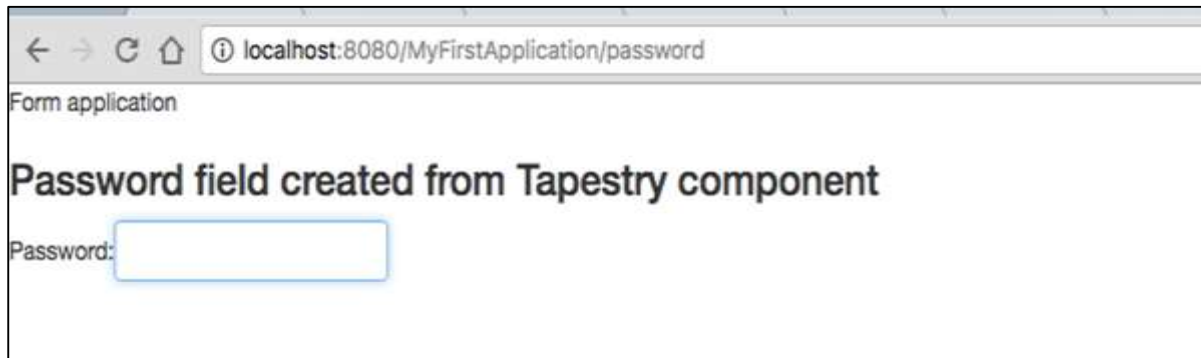 localhost:8080/MyFirstApplication/password
Form application
Password field created from Tapestry component
Password: